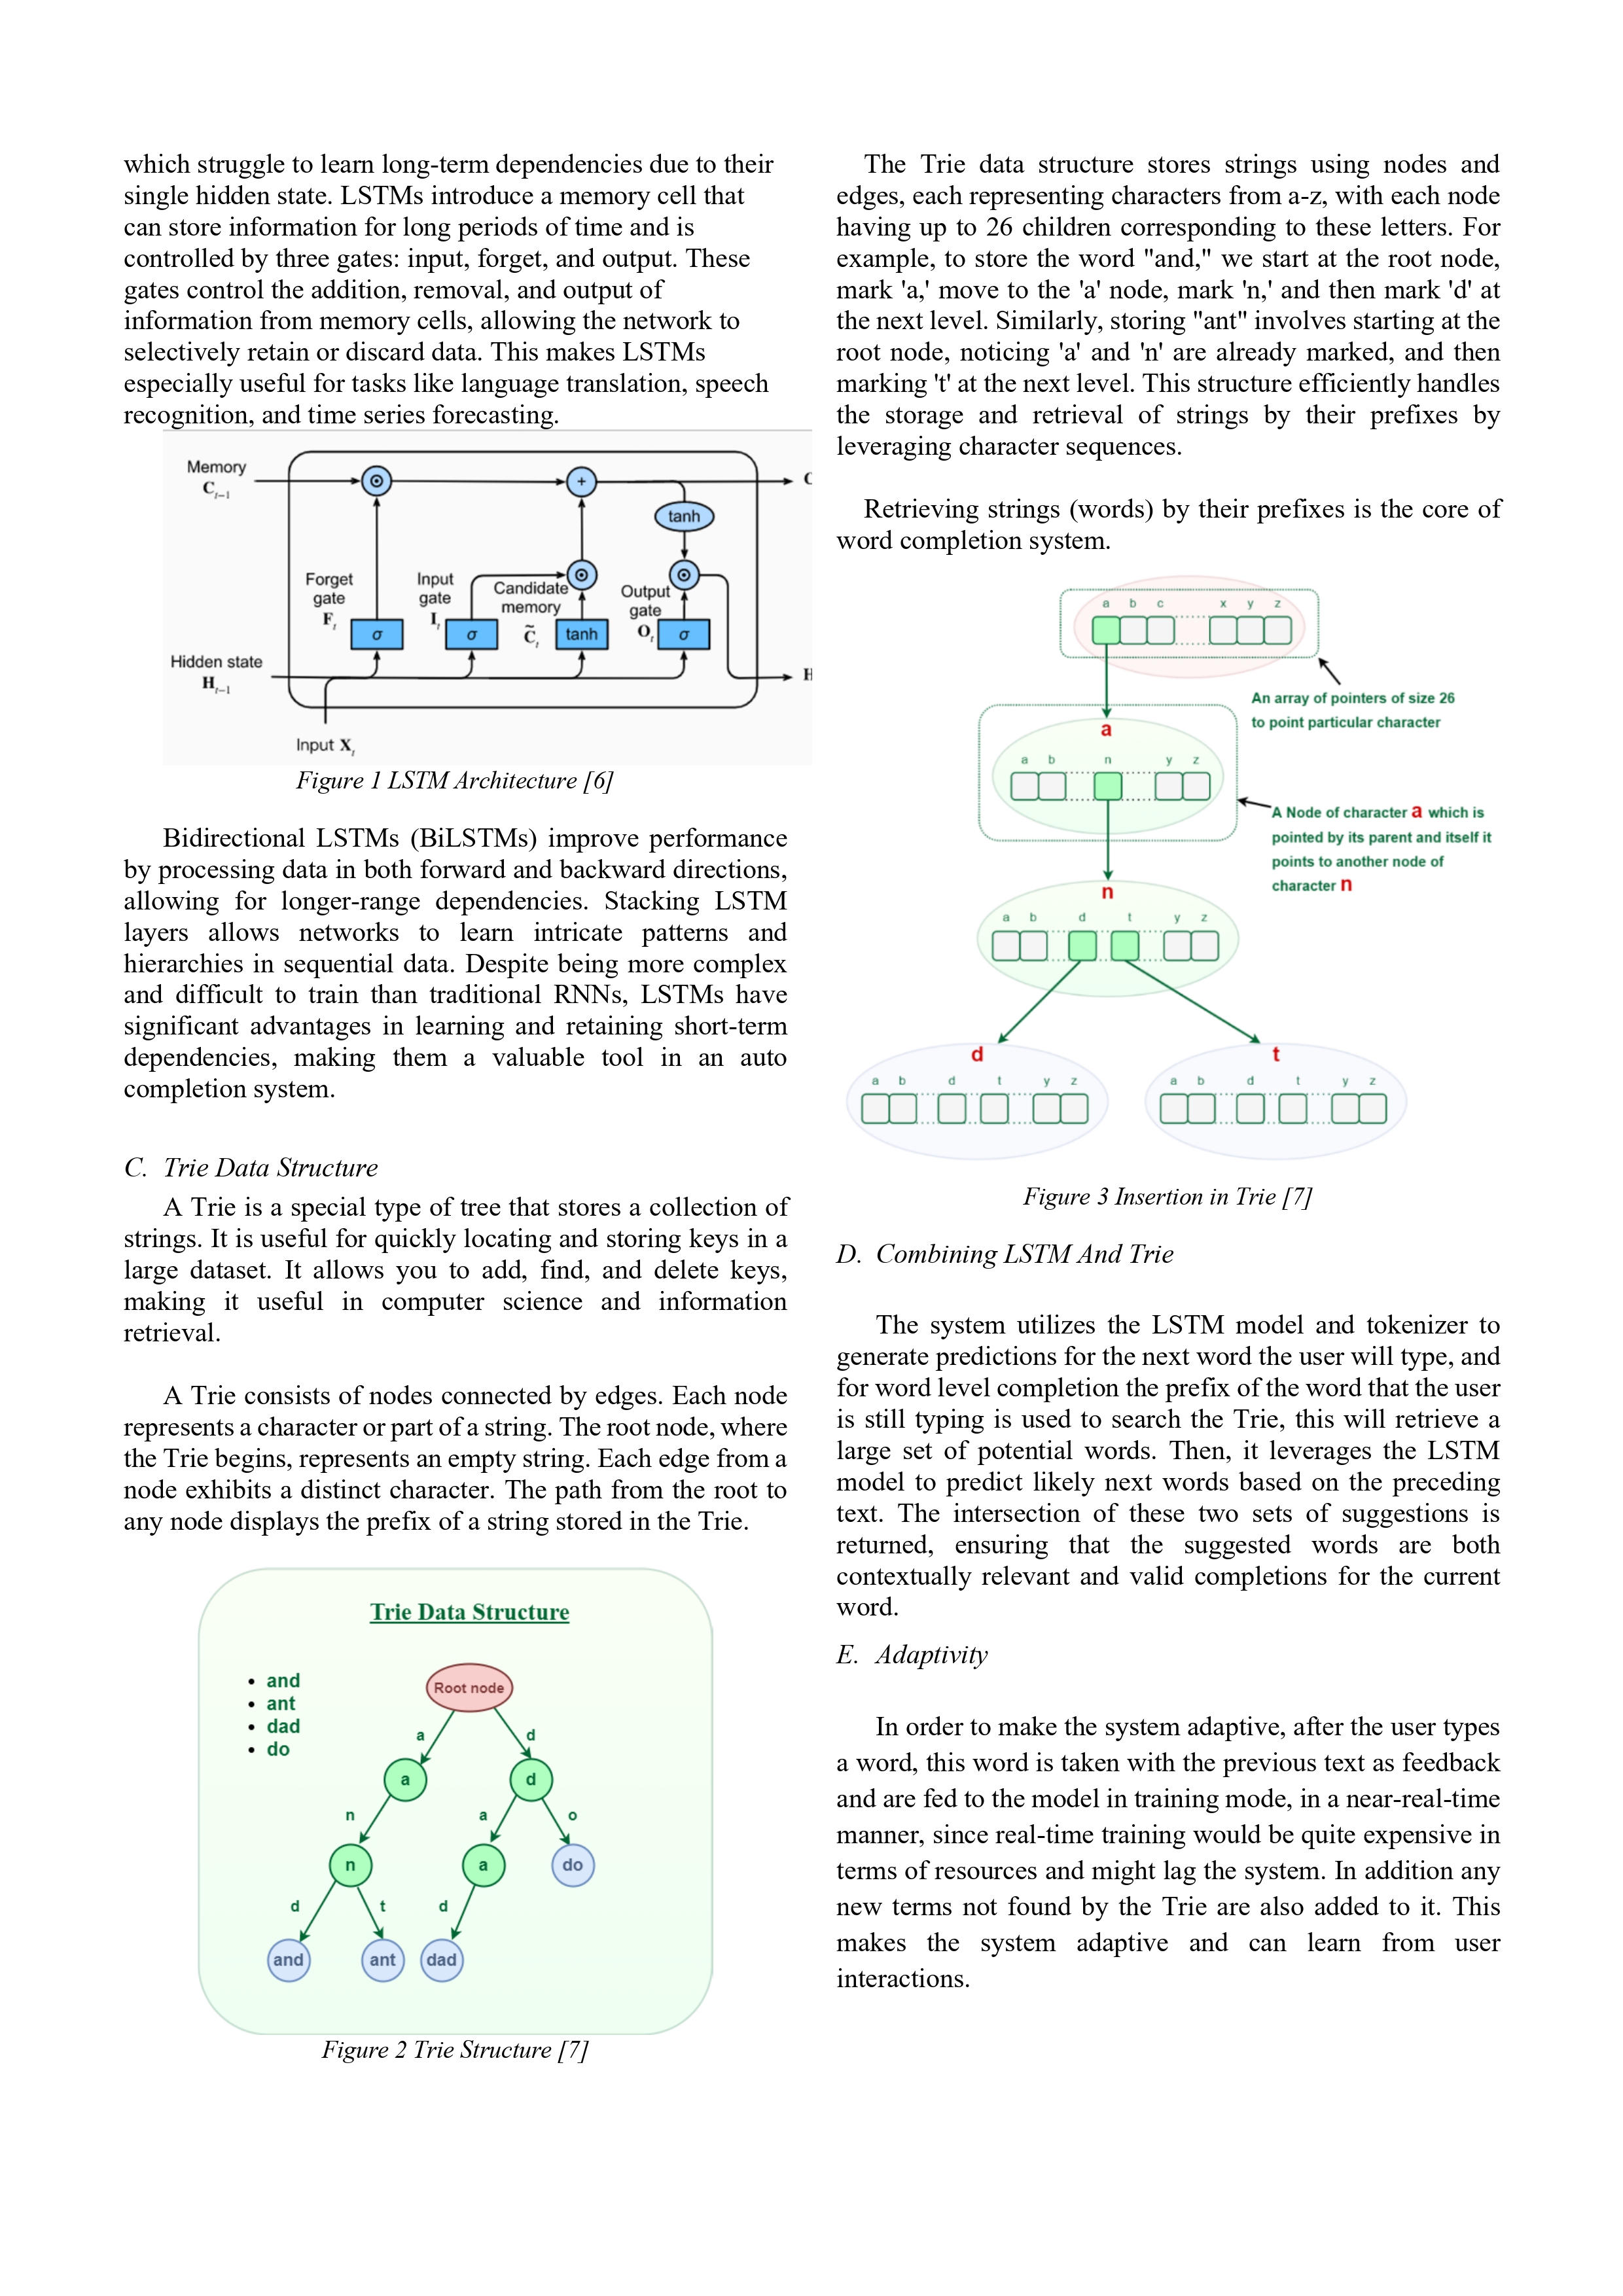 which struggle to learn long-term dependencies due to their
single hidden state. LSTMs introduce a memory cell that
can store information for long periods of time and is
controlled by three gates: input, forget, and output. These
gates control the addition, removal, and output of
information from memory cells, allowing the network to
selectively retain or discard data. This makes LSTMs
especially useful for tasks like language translation, speech
recognition, and time series forecasting.
Memory
Cₜ₋₁
+
C
tanh
Forget
gate
Fₜ
σ
Input
gate
Iₜ
σ
Candidate
memory
C̃ₜ
tanh
Output
gate
Oₜ
σ
Hidden state
Hₜ₋₁
H
Input Xₜ
Figure 1 LSTM Architecture [6]
Bidirectional LSTMs (BiLSTMs) improve performance
by processing data in both forward and backward directions,
allowing for longer-range dependencies. Stacking LSTM
layers allows networks to learn intricate patterns and
hierarchies in sequential data. Despite being more complex
and difficult to train than traditional RNNs, LSTMs have
significant advantages in learning and retaining short-term
dependencies, making them a valuable tool in an auto
completion system.
C. Trie Data Structure
A Trie is a special type of tree that stores a collection of
strings. It is useful for quickly locating and storing keys in a
large dataset. It allows you to add, find, and delete keys,
making it useful in computer science and information
retrieval.
A Trie consists of nodes connected by edges. Each node
represents a character or part of a string. The root node, where
the Trie begins, represents an empty string. Each edge from a
node exhibits a distinct character. The path from the root to
any node displays the prefix of a string stored in the Trie.
Trie Data Structure
• and
• ant
• dad
• do
Root node
a d
a d
n a o
n a do
d t d
and ant dad
Figure 2 Trie Structure [7]
The Trie data structure stores strings using nodes and
edges, each representing characters from a-z, with each node
having up to 26 children corresponding to these letters. For
example, to store the word "and," we start at the root node,
mark 'a,' move to the 'a' node, mark 'n,' and then mark 'd' at
the next level. Similarly, storing "ant" involves starting at the
root node, noticing 'a' and 'n' are already marked, and then
marking 't' at the next level. This structure efficiently handles
the storage and retrieval of strings by their prefixes by
leveraging character sequences.
Retrieving strings (words) by their prefixes is the core of
word completion system.
a b c x y z
An array of pointers of size 26
to point particular character
a
a b n y z
A Node of character a which is
pointed by its parent and itself it
points to another node of
character n
n
a b d t y z
d
a b d t y z
t
a b d t y z
Figure 3 Insertion in Trie [7]
D. Combining LSTM And Trie
The system utilizes the LSTM model and tokenizer to
generate predictions for the next word the user will type, and
for word level completion the prefix of the word that the user
is still typing is used to search the Trie, this will retrieve a
large set of potential words. Then, it leverages the LSTM
model to predict likely next words based on the preceding
text. The intersection of these two sets of suggestions is
returned, ensuring that the suggested words are both
contextually relevant and valid completions for the current
word.
E. Adaptivity
In order to make the system adaptive, after the user types
a word, this word is taken with the previous text as feedback
and are fed to the model in training mode, in a near-real-time
manner, since real-time training would be quite expensive in
terms of resources and might lag the system. In addition any
new terms not found by the Trie are also added to it. This
makes the system adaptive and can learn from user
interactions.